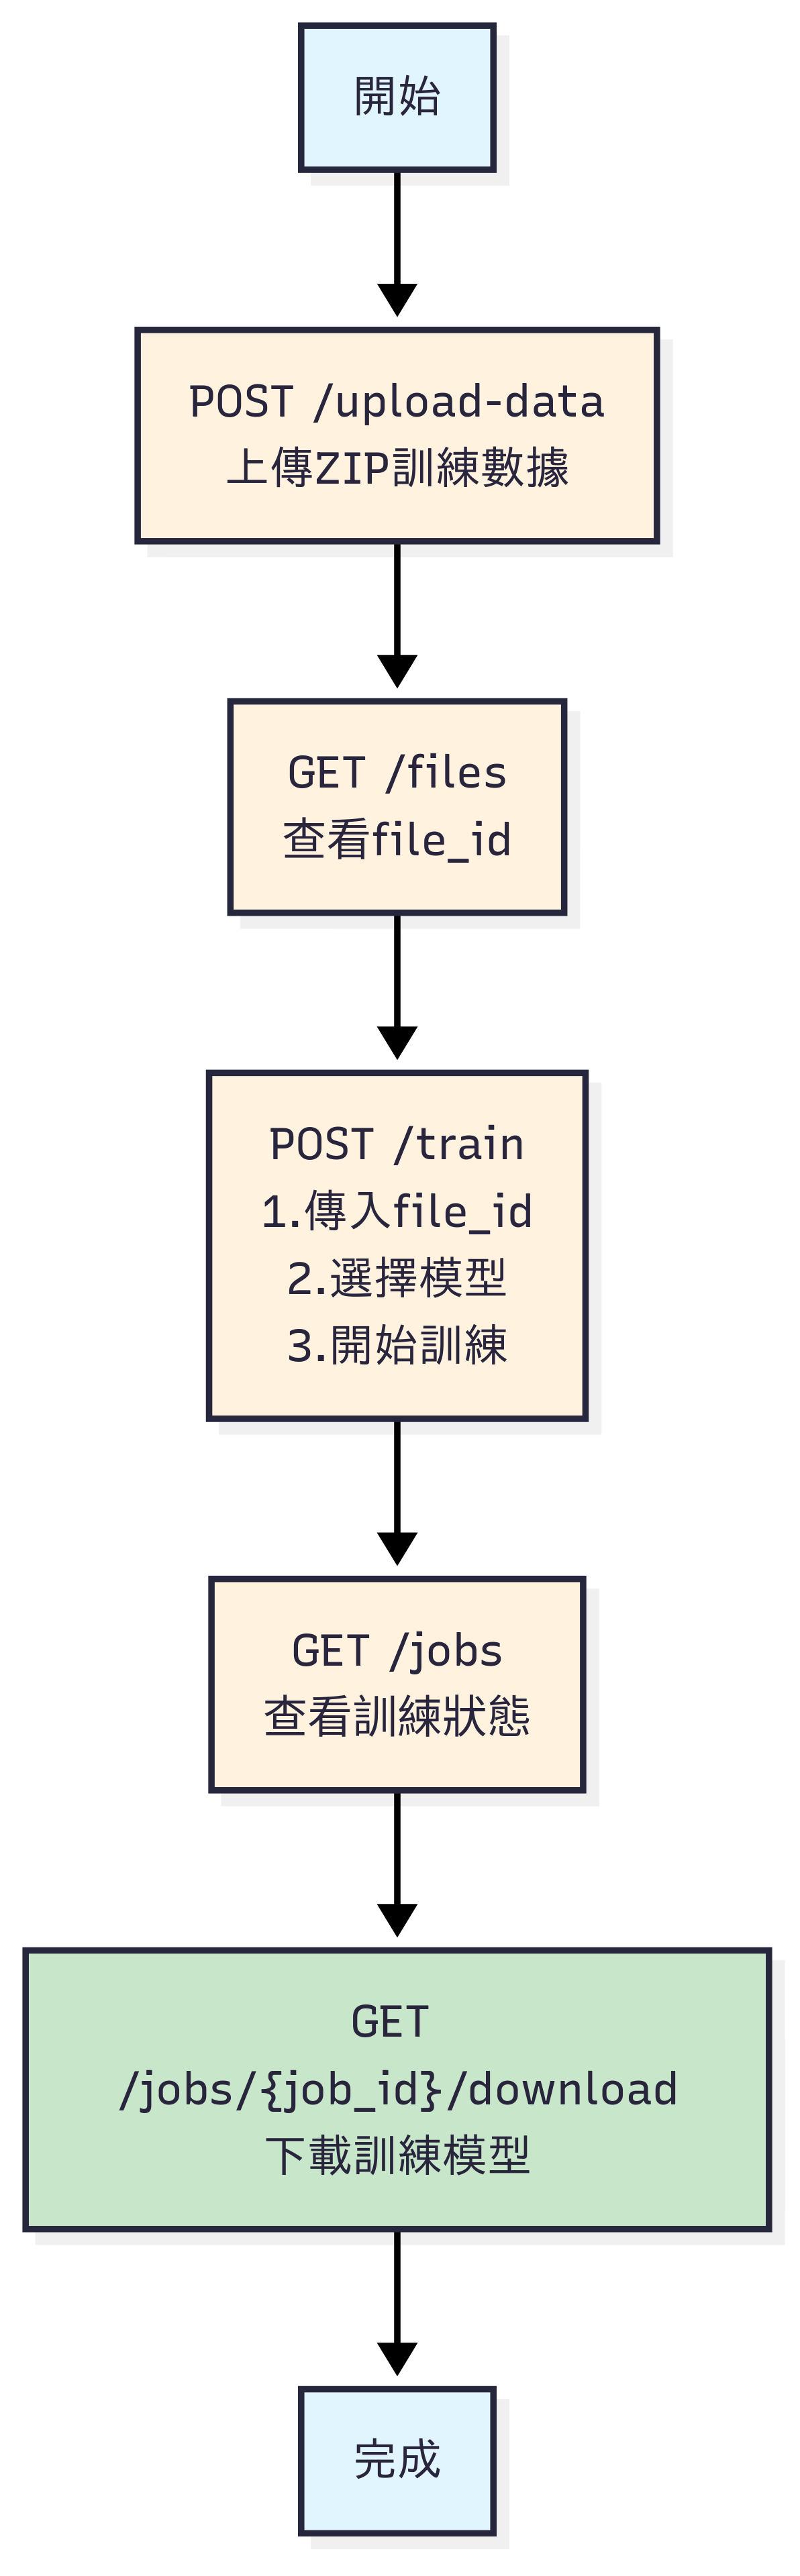 開始
POST /upload-data
上傳ZIP訓練數據
GET /files
查看file_id
POST /train
1.傳入file_id
2.選擇模型
3.開始訓練
GET /jobs
查看訓練狀態
GET
/jobs/{job_id}/download
下載訓練模型
完成